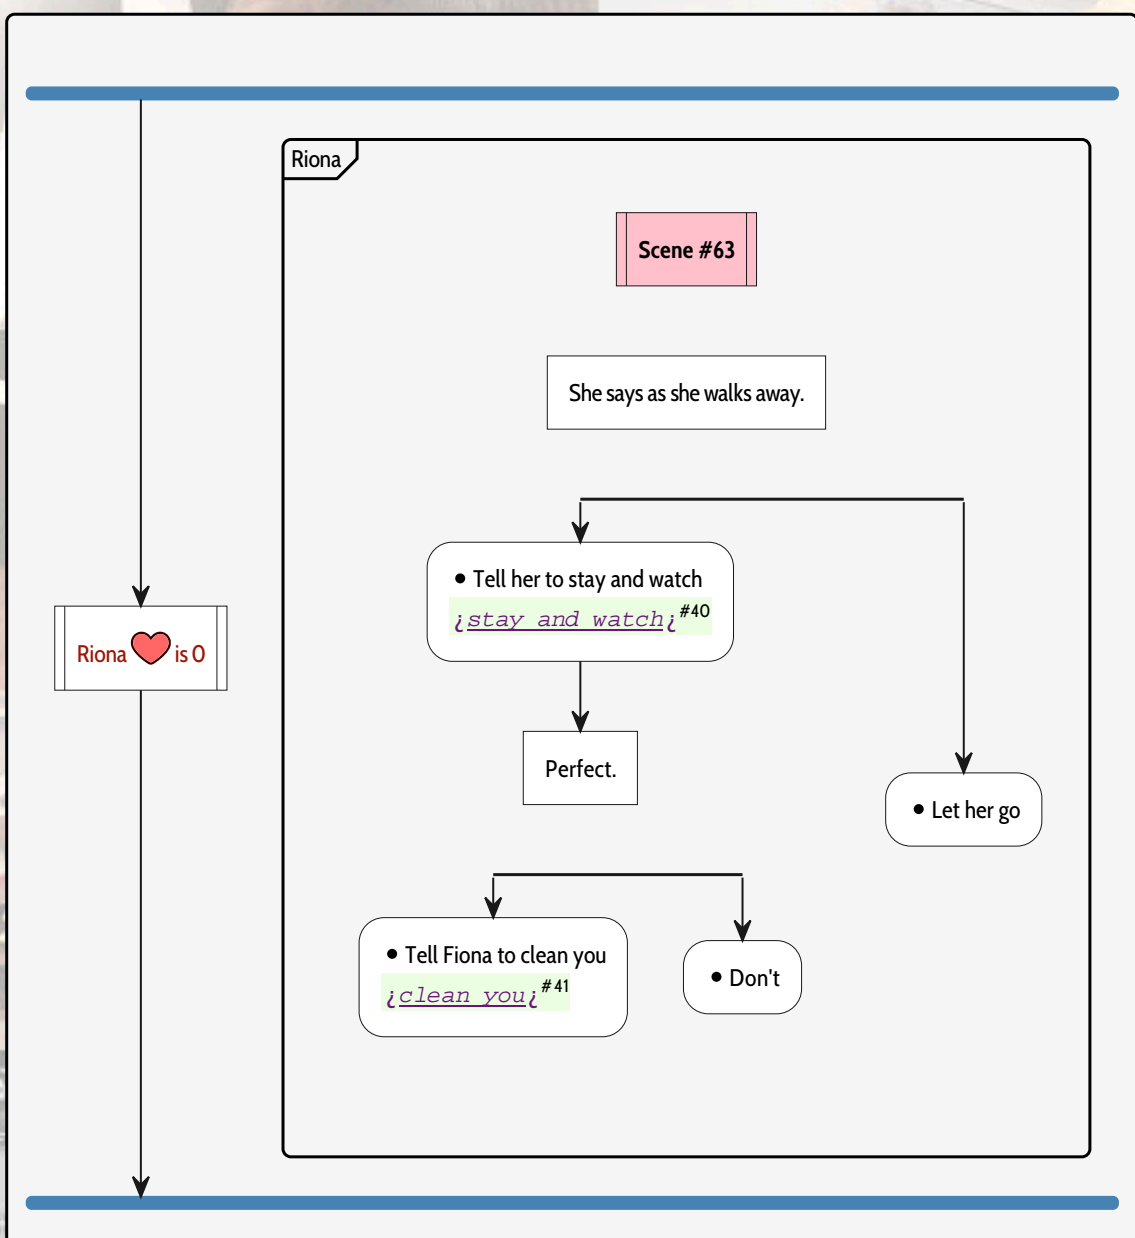 Riona
Scene #63
She says as she walks away.
• Tell her to stay and watch
¿stay and watch¿#40
Riona ❤ is 0
Perfect.
• Let her go
• Tell Fiona to clean you
¿clean you¿#41
• Don't